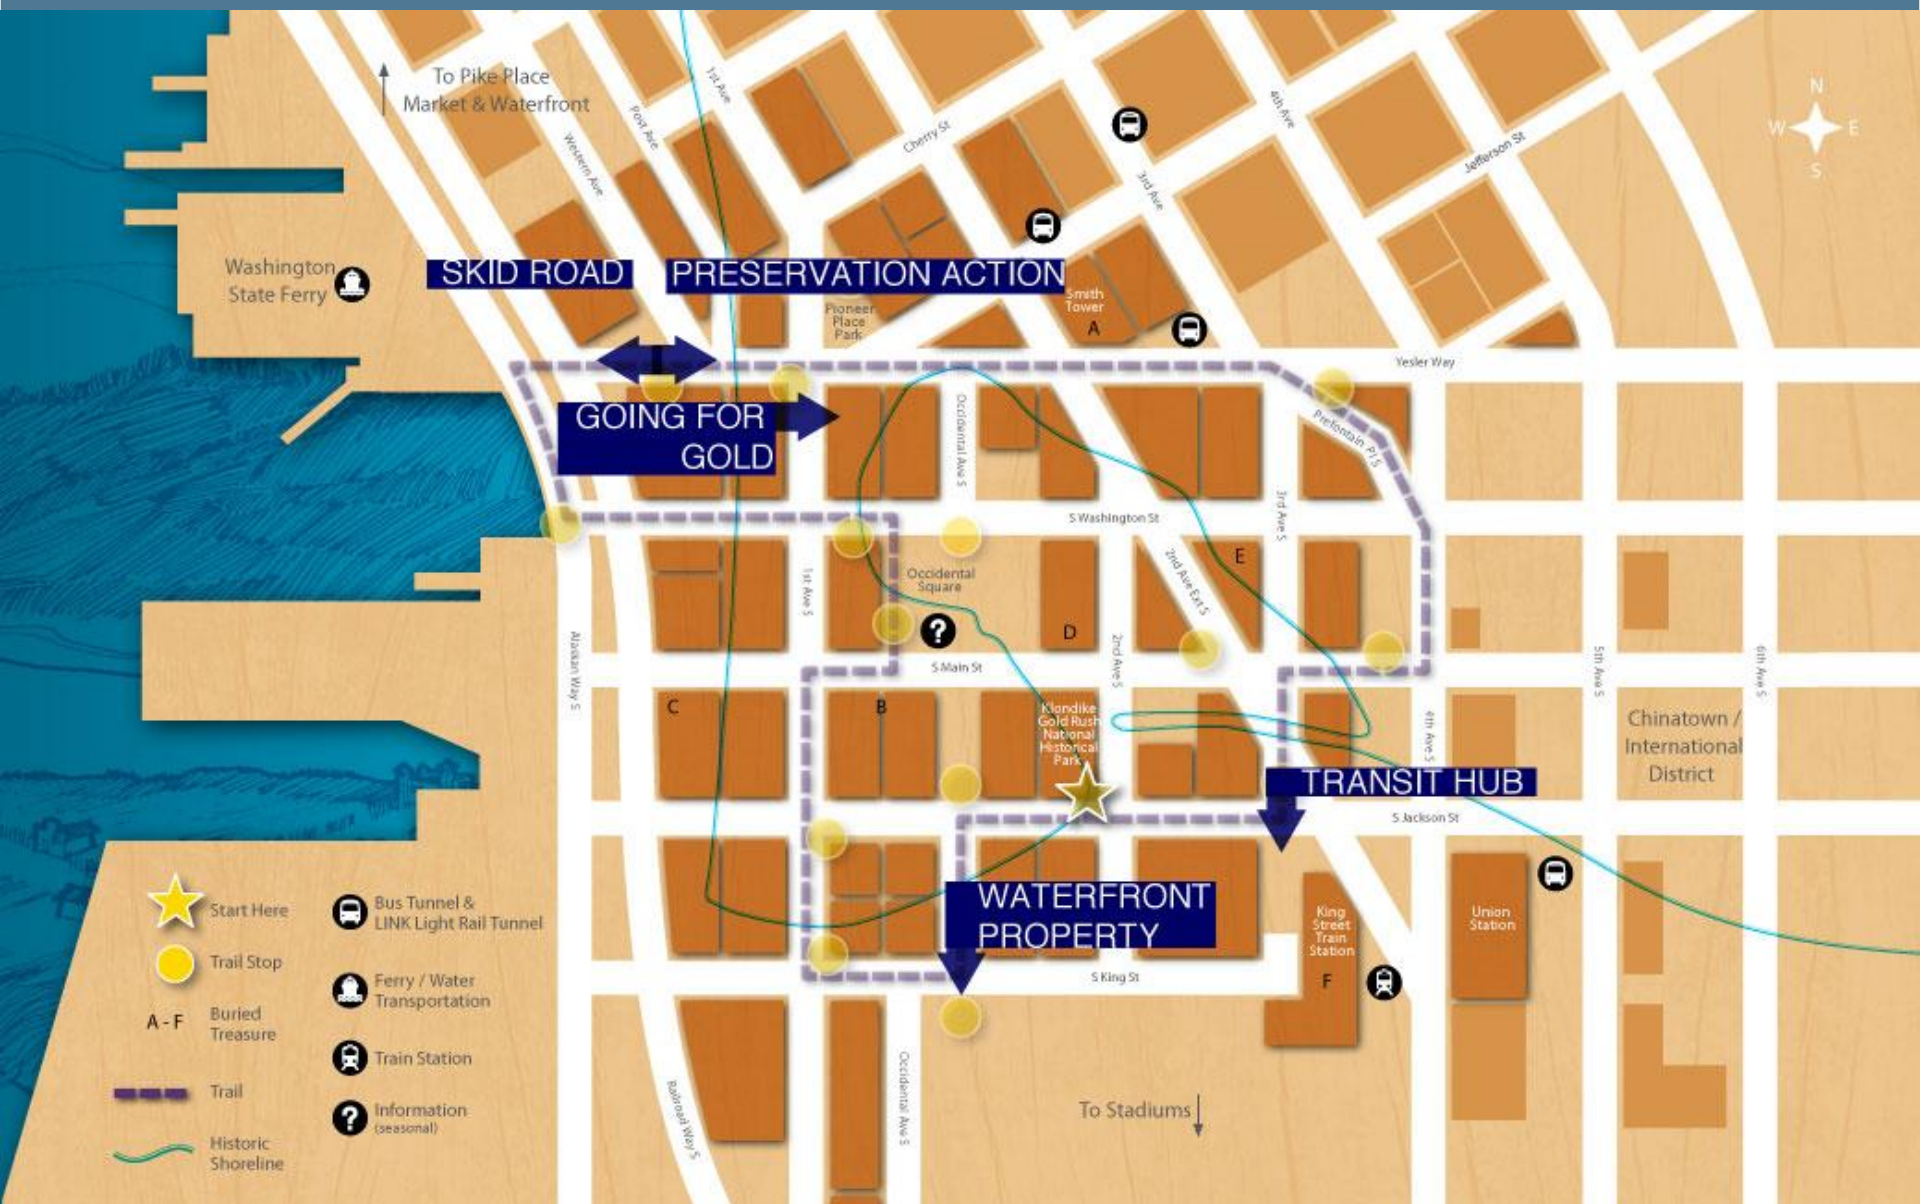 To Pike Place
Market & Waterfront
1st Ave
Post Ave
Western Ave
Cherry St
4th Ave
Jefferson St
3rd Ave
N
W E
S
Washington
State Ferry
SKID ROAD
PRESERVATION ACTION
Pioneer
Place
Park
Smith
Tower
A
Yesler Way
GOING FOR
GOLD
Occidental Ave S
Prefontain Pl S
S Washington St
3rd Ave S
Occidental
Square
1st Ave S
2nd Ave Ext S
E
D
?
Alaskan Way S
S Main St
2nd Ave S
5th Ave S
6th Ave S
C
B
Klondike
Gold Rush
National
Historical
Park
4th Ave S
Chinatown /
International
District
TRANSIT HUB
S Jackson St
WATERFRONT
PROPERTY
King
Street
Train
Station
F
Union
Station
S King St
Start Here
Trail Stop
A - F
Buried
Treasure
Trail
Historic
Shoreline
Bus Tunnel &
LINK Light Rail Tunnel
Ferry / Water
Transportation
Train Station
?
Information
(seasonal)
Railroad Way S
Occidental Ave S
To Stadiums